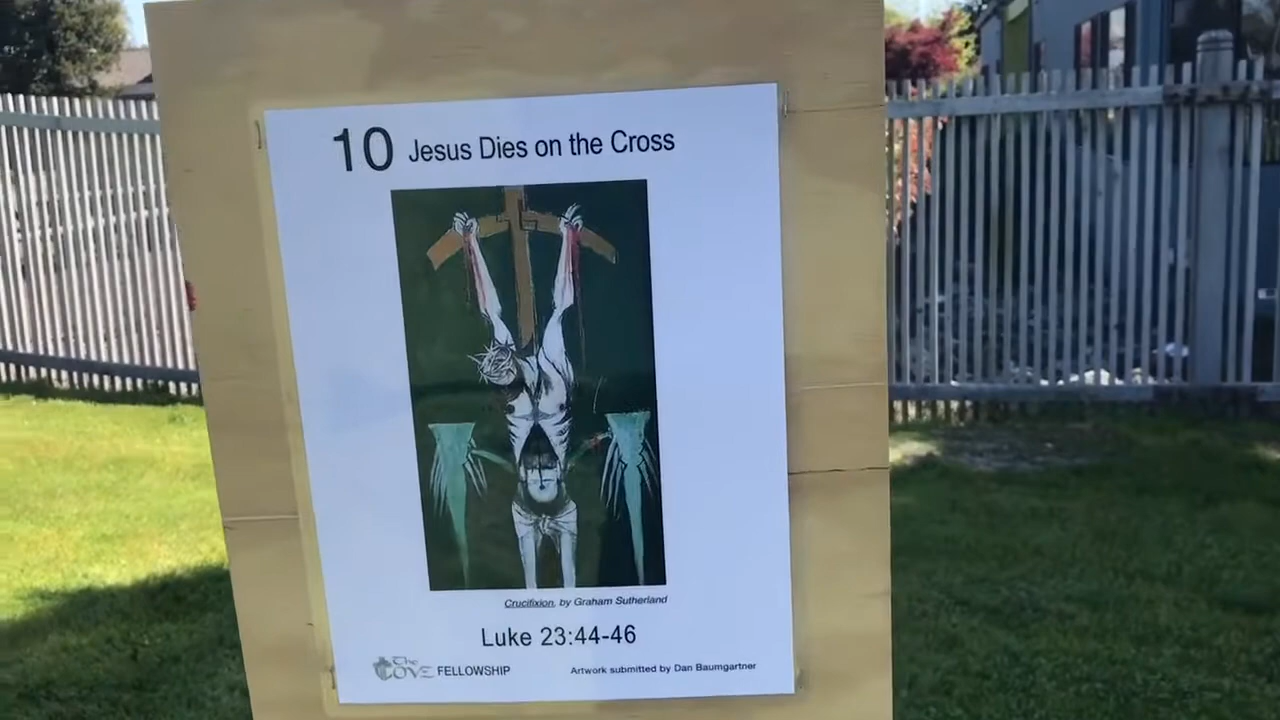 10 Jesus Dies on the Cross
Crucifixion, by Graham Sutherland
Luke 23:44-46
The COVE FELLOWSHIP
Artwork submitted by Dan Baumgartner